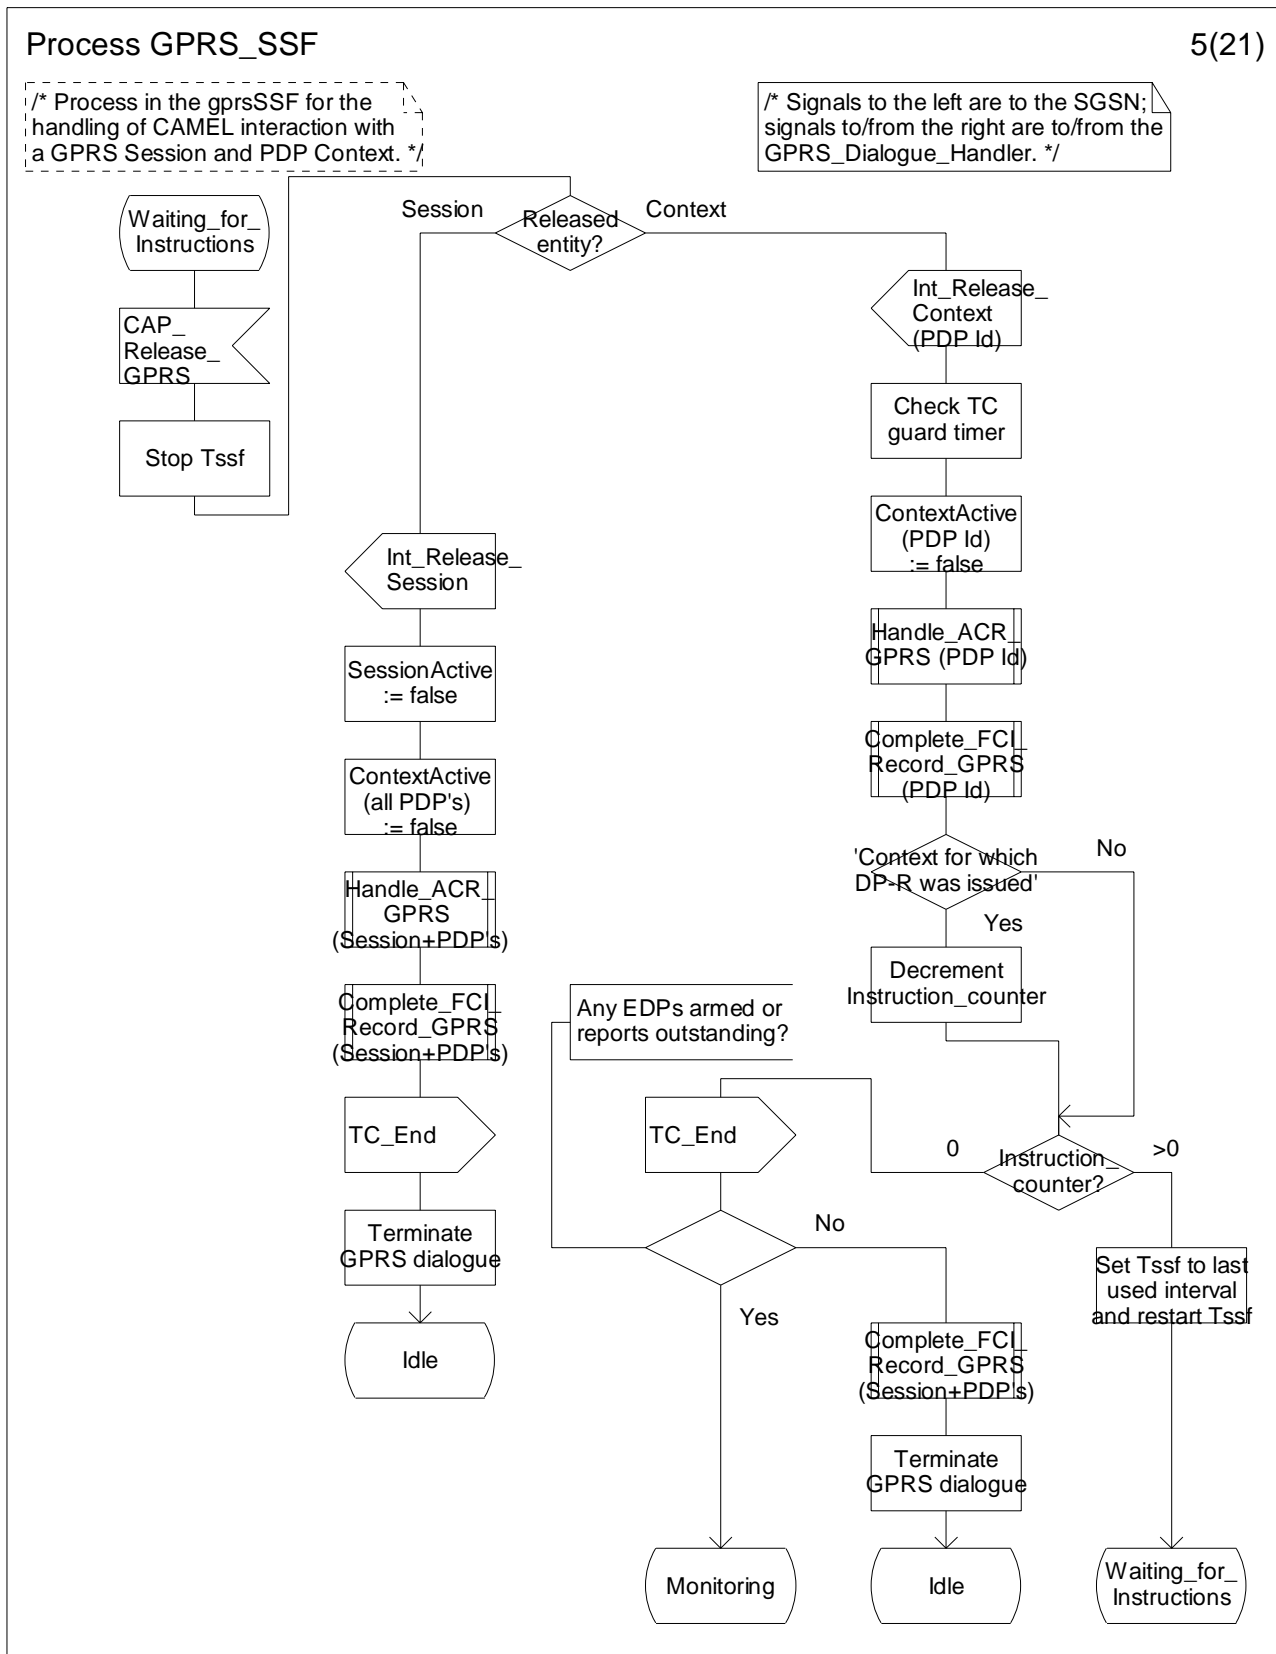 Process GPRS_SSF
5(21)
/* Process in the gprsSSF for the
handling of CAMEL interaction with
a GPRS Session and PDP Context. */
/* Signals to the left are to the SGSN;
signals to/from the right are to/from the
GPRS_Dialogue_Handler. */
Waiting_for_
Instructions
CAP_
Release_
GPRS
Stop Tssf
Session
Released
entity?
Context
Int_Release_
Session
SessionActive
:= false
ContextActive
(all PDP's)
:= false
Handle_ACR_
GPRS
(Session+PDP's)
Complete_FCI_
Record_GPRS
(Session+PDP's)
TC_End
Terminate
GPRS dialogue
Idle
Int_Release_
Context
(PDP Id)
Check TC
guard timer
ContextActive
(PDP Id)
:= false
Handle_ACR_
GPRS (PDP Id)
Complete_FCI_
Record_GPRS
(PDP Id)
'Context for which
DP-R was issued'
No
Yes
Decrement
Instruction_counter
Any EDPs armed or
reports outstanding?
TC_End
0
Instruction_
counter?
>0
No
Yes
Set Tssf to last
used interval
and restart Tssf
Complete_FCI_
Record_GPRS
(Session+PDP's)
Terminate
GPRS dialogue
Monitoring
Idle
Waiting_for_
Instructions